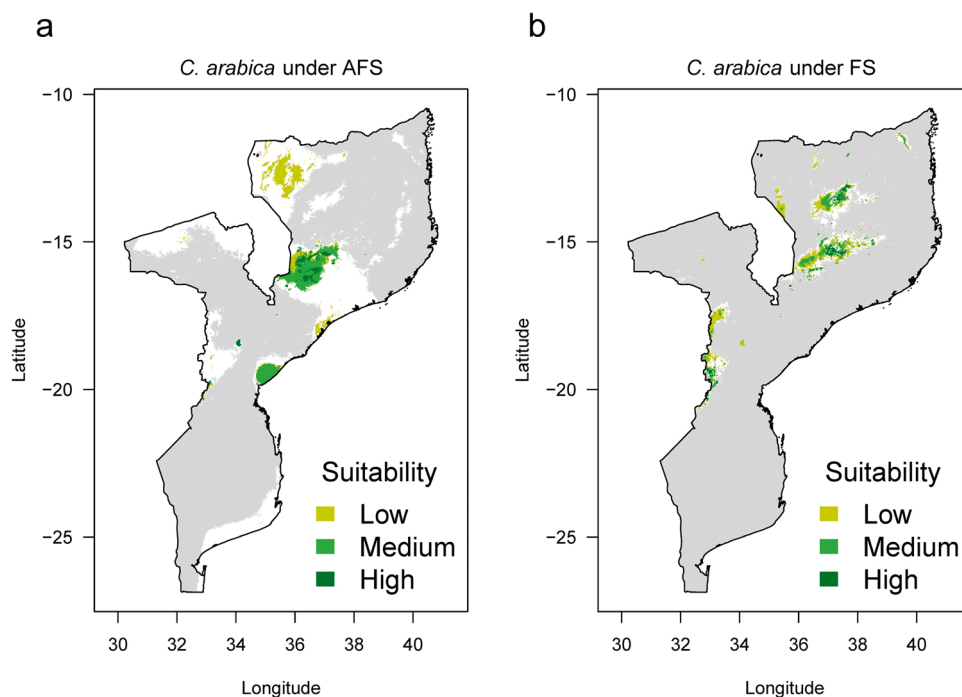 a
C. arabica under AFS
−10
−15
−20
−25
Latitude
30 32 34 36 38 40
Longitude
Suitability
Low
Medium
High
b
C. arabica under FS
−10
−15
−20
−25
Latitude
30 32 34 36 38 40
Longitude
Suitability
Low
Medium
High